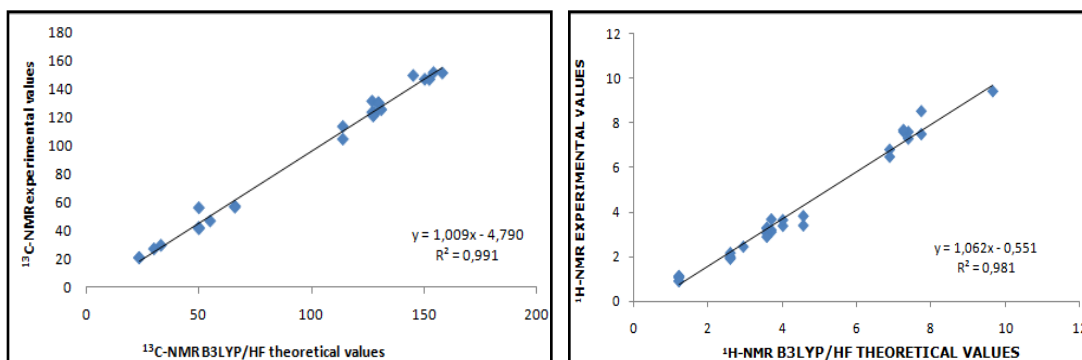 ¹³C-NMR experimental values
180
160
140
120
100
80
60
40
20
0
y = 1,009x - 4,790
R² = 0,991
0 50 100 150 200
¹³C-NMR B3LYP/HF theoretical values
¹H-NMR EXPERIMENTAL VALUES
12
10
8
6
4
2
0
y = 1,062x - 0,551
R² = 0,981
0 2 4 6 8 10 12
¹H-NMR B3LYP/HF THEORETICAL VALUES